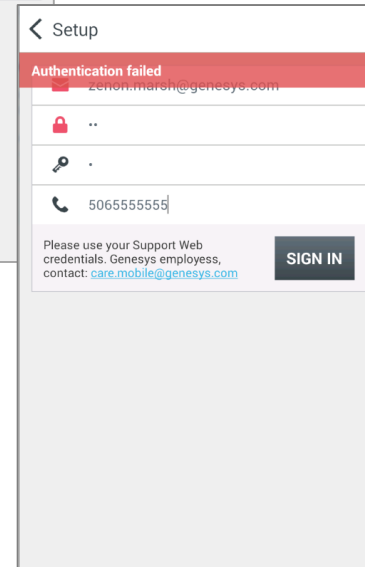 Setup
Authentication failed
zenon.marsh@genesys.com
••
•
5065555555
Please use your Support Web
credentials. Genesys employess,
contact: care.mobile@genesys.com
SIGN IN